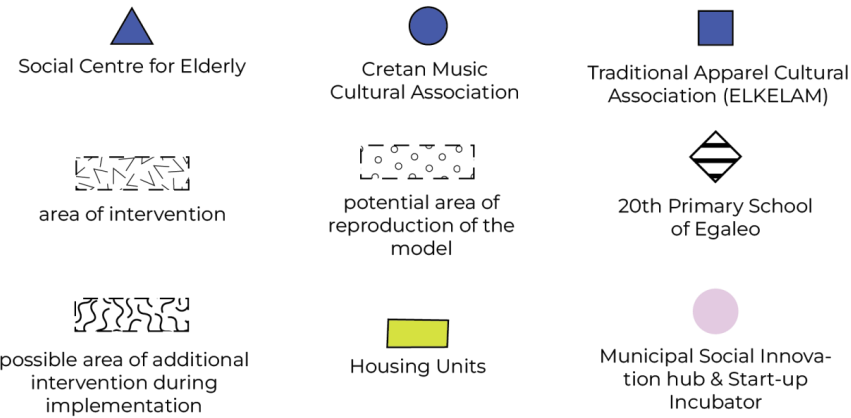 Social Centre for Elderly
Cretan Music
Cultural Association
Traditional Apparel Cultural
Association (ELKELAM)
area of intervention
potential area of
reproduction of the
model
20th Primary School
of Egaleo
possible area of additional
intervention during
implementation
Housing Units
Municipal Social Innova-
tion hub & Start-up
Incubator